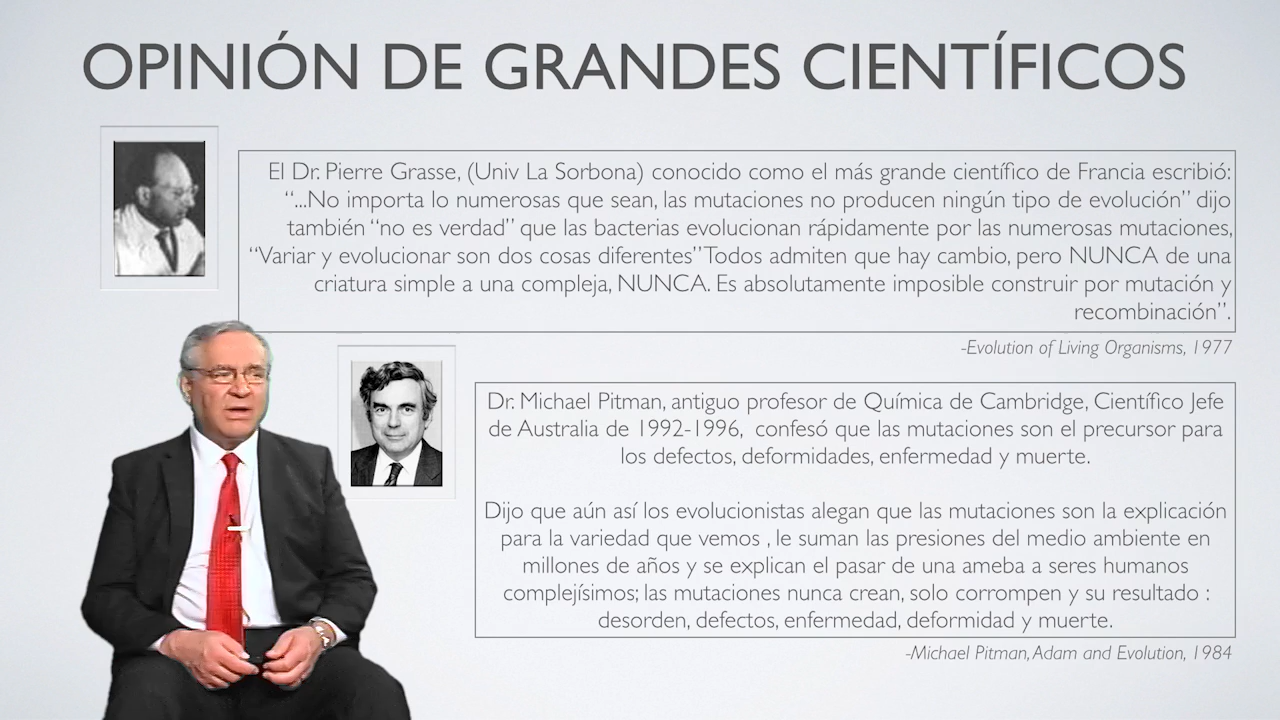 OPINIÓN DE GRANDES CIENTÍFICOS
El Dr. Pierre Grasse, (Univ La Sorbona) conocido como el más grande científico de Francia escribió:
“...No importa lo numerosas que sean, las mutaciones no producen ningún tipo de evolución” dijo
también “no es verdad” que las bacterias evolucionan rápidamente por las numerosas mutaciones,
“Variar y evolucionar son dos cosas diferentes” Todos admiten que hay cambio, pero NUNCA de una
criatura simple a una compleja, NUNCA. Es absolutamente imposible construir por mutación y
recombinación”.
-Evolution of Living Organisms, 1977
Dr. Michael Pitman, antiguo profesor de Química de Cambridge, Científico Jefe
de Australia de 1992-1996, confesó que las mutaciones son el precursor para
los defectos, deformidades, enfermedad y muerte.
Dijo que aún así los evolucionistas alegan que las mutaciones son la explicación
para la variedad que vemos , le suman las presiones del medio ambiente en
millones de años y se explican el pasar de una ameba a seres humanos
complejísimos; las mutaciones nunca crean, solo corrompen y su resultado :
desorden, defectos, enfermedad, deformidad y muerte.
-Michael Pitman, Adam and Evolution, 1984